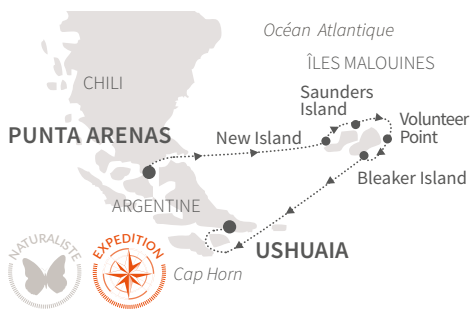 Océan Atlantique
ÎLES MALOUINES
CHILI
Saunders
Island
Volunteer
Point
PUNTA ARENAS
New Island
Bleaker Island
ARGENTINE
USHUAIA
Cap Horn
NATURALISTE
EXPEDITION